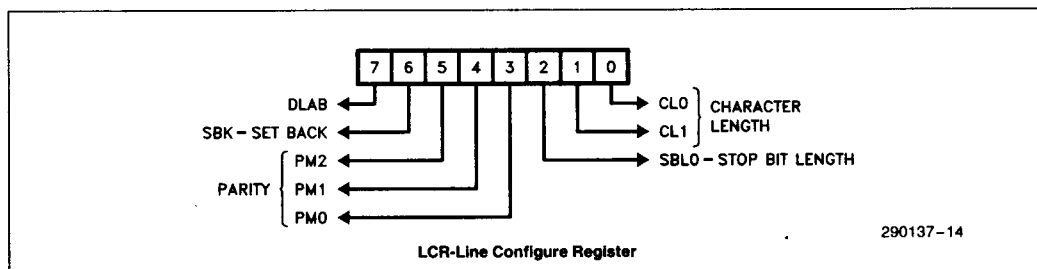 7 6 5 4 3 2 1 0
DLAB
SBK – SET BACK
PM2
PARITY PM1
PM0
CL0
CL1
CHARACTER
LENGTH
SBL0 – STOP BIT LENGTH
290137–14
LCR-Line Configure Register